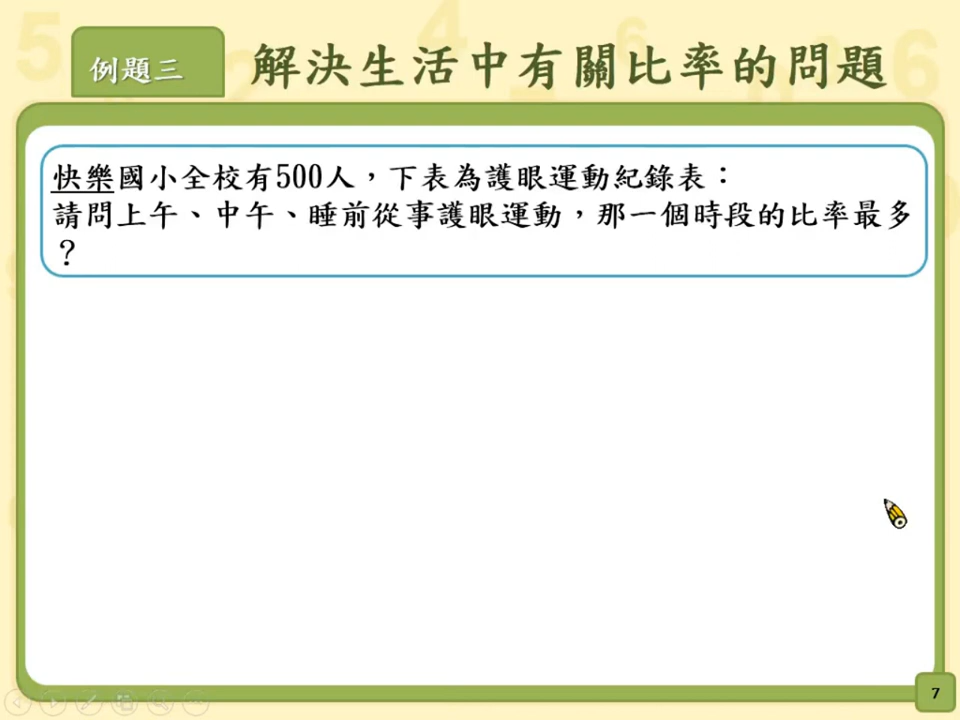 例題三
解決生活中有關比率的問題
快樂國小全校有500人，下表為護眼運動紀錄表：
請問上午、中午、睡前從事護眼運動，那一個時段的比率最多
？
7